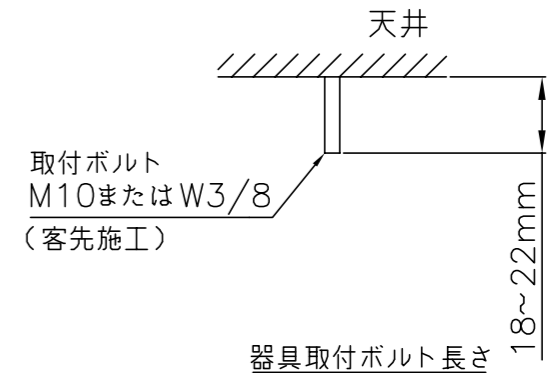 天井
取付ボルト
M10またはW3/8
（客先施工）
18~22mm
器具取付ボルト長さ